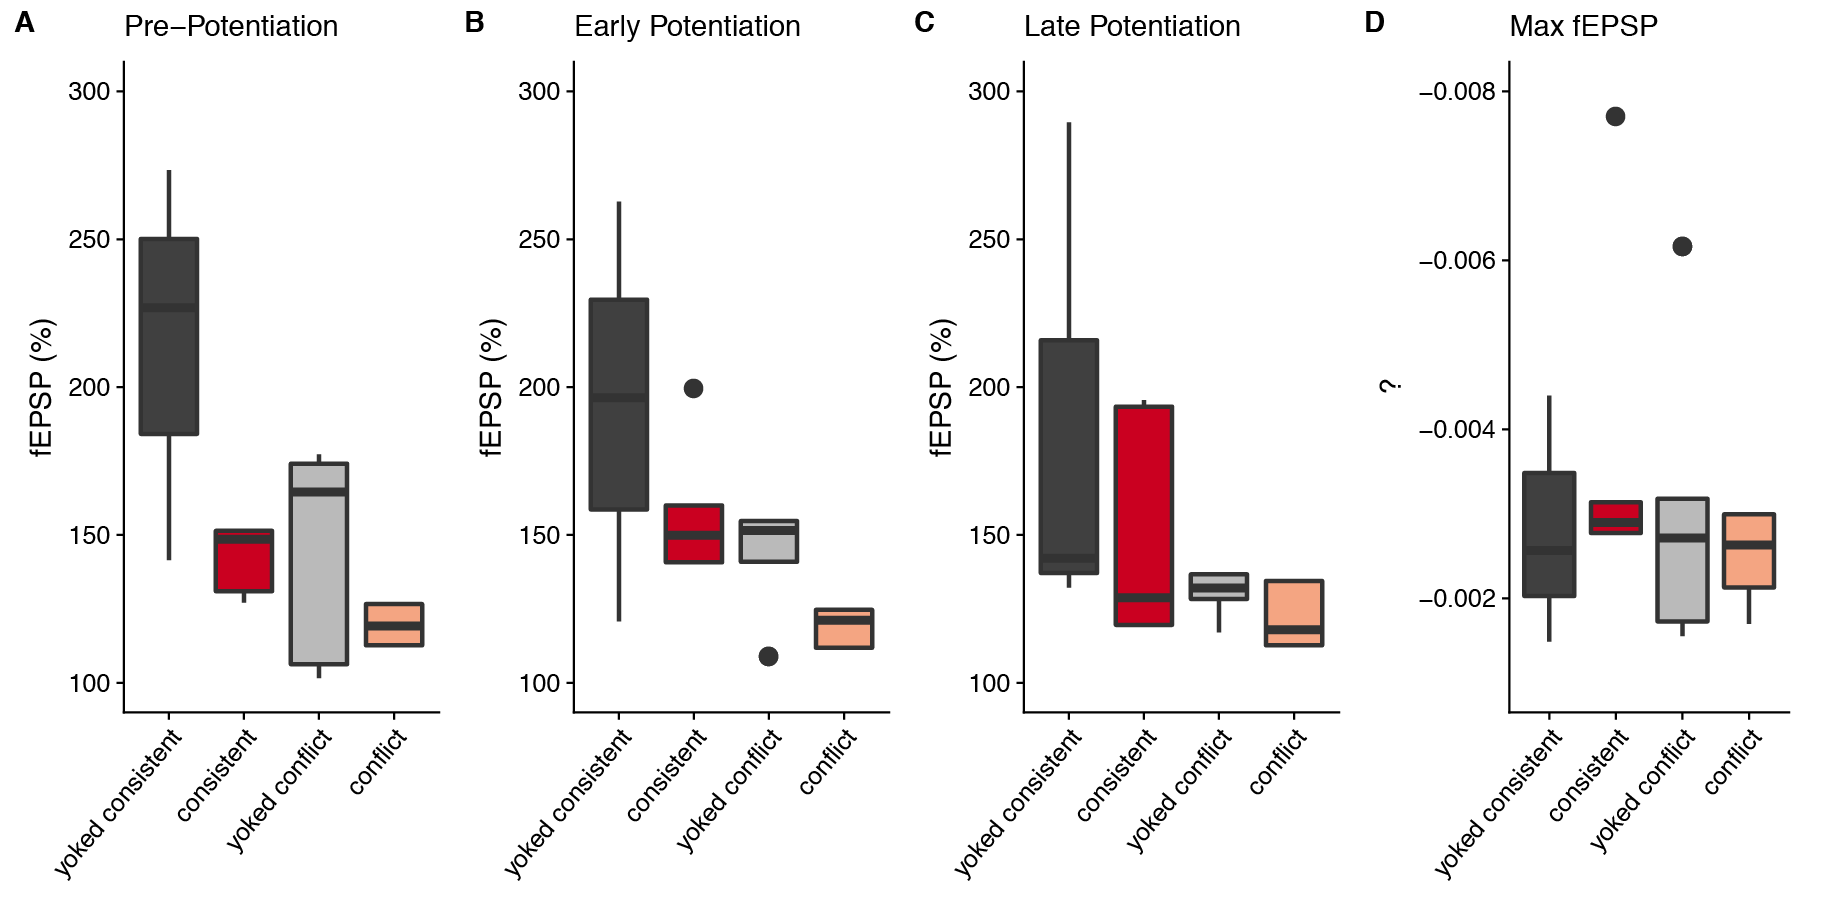 A Pre−Potentiation
fEPSP (%)
300
250
200
150
100
yoked consistent
consistent
yoked conflict
conflict
B Early Potentiation
fEPSP (%)
300
250
200
150
100
yoked consistent
consistent
yoked conflict
conflict
C Late Potentiation
fEPSP (%)
300
250
200
150
100
yoked consistent
consistent
yoked conflict
conflict
D Max fEPSP
?
−0.008
−0.006
−0.004
−0.002
yoked consistent
consistent
yoked conflict
conflict